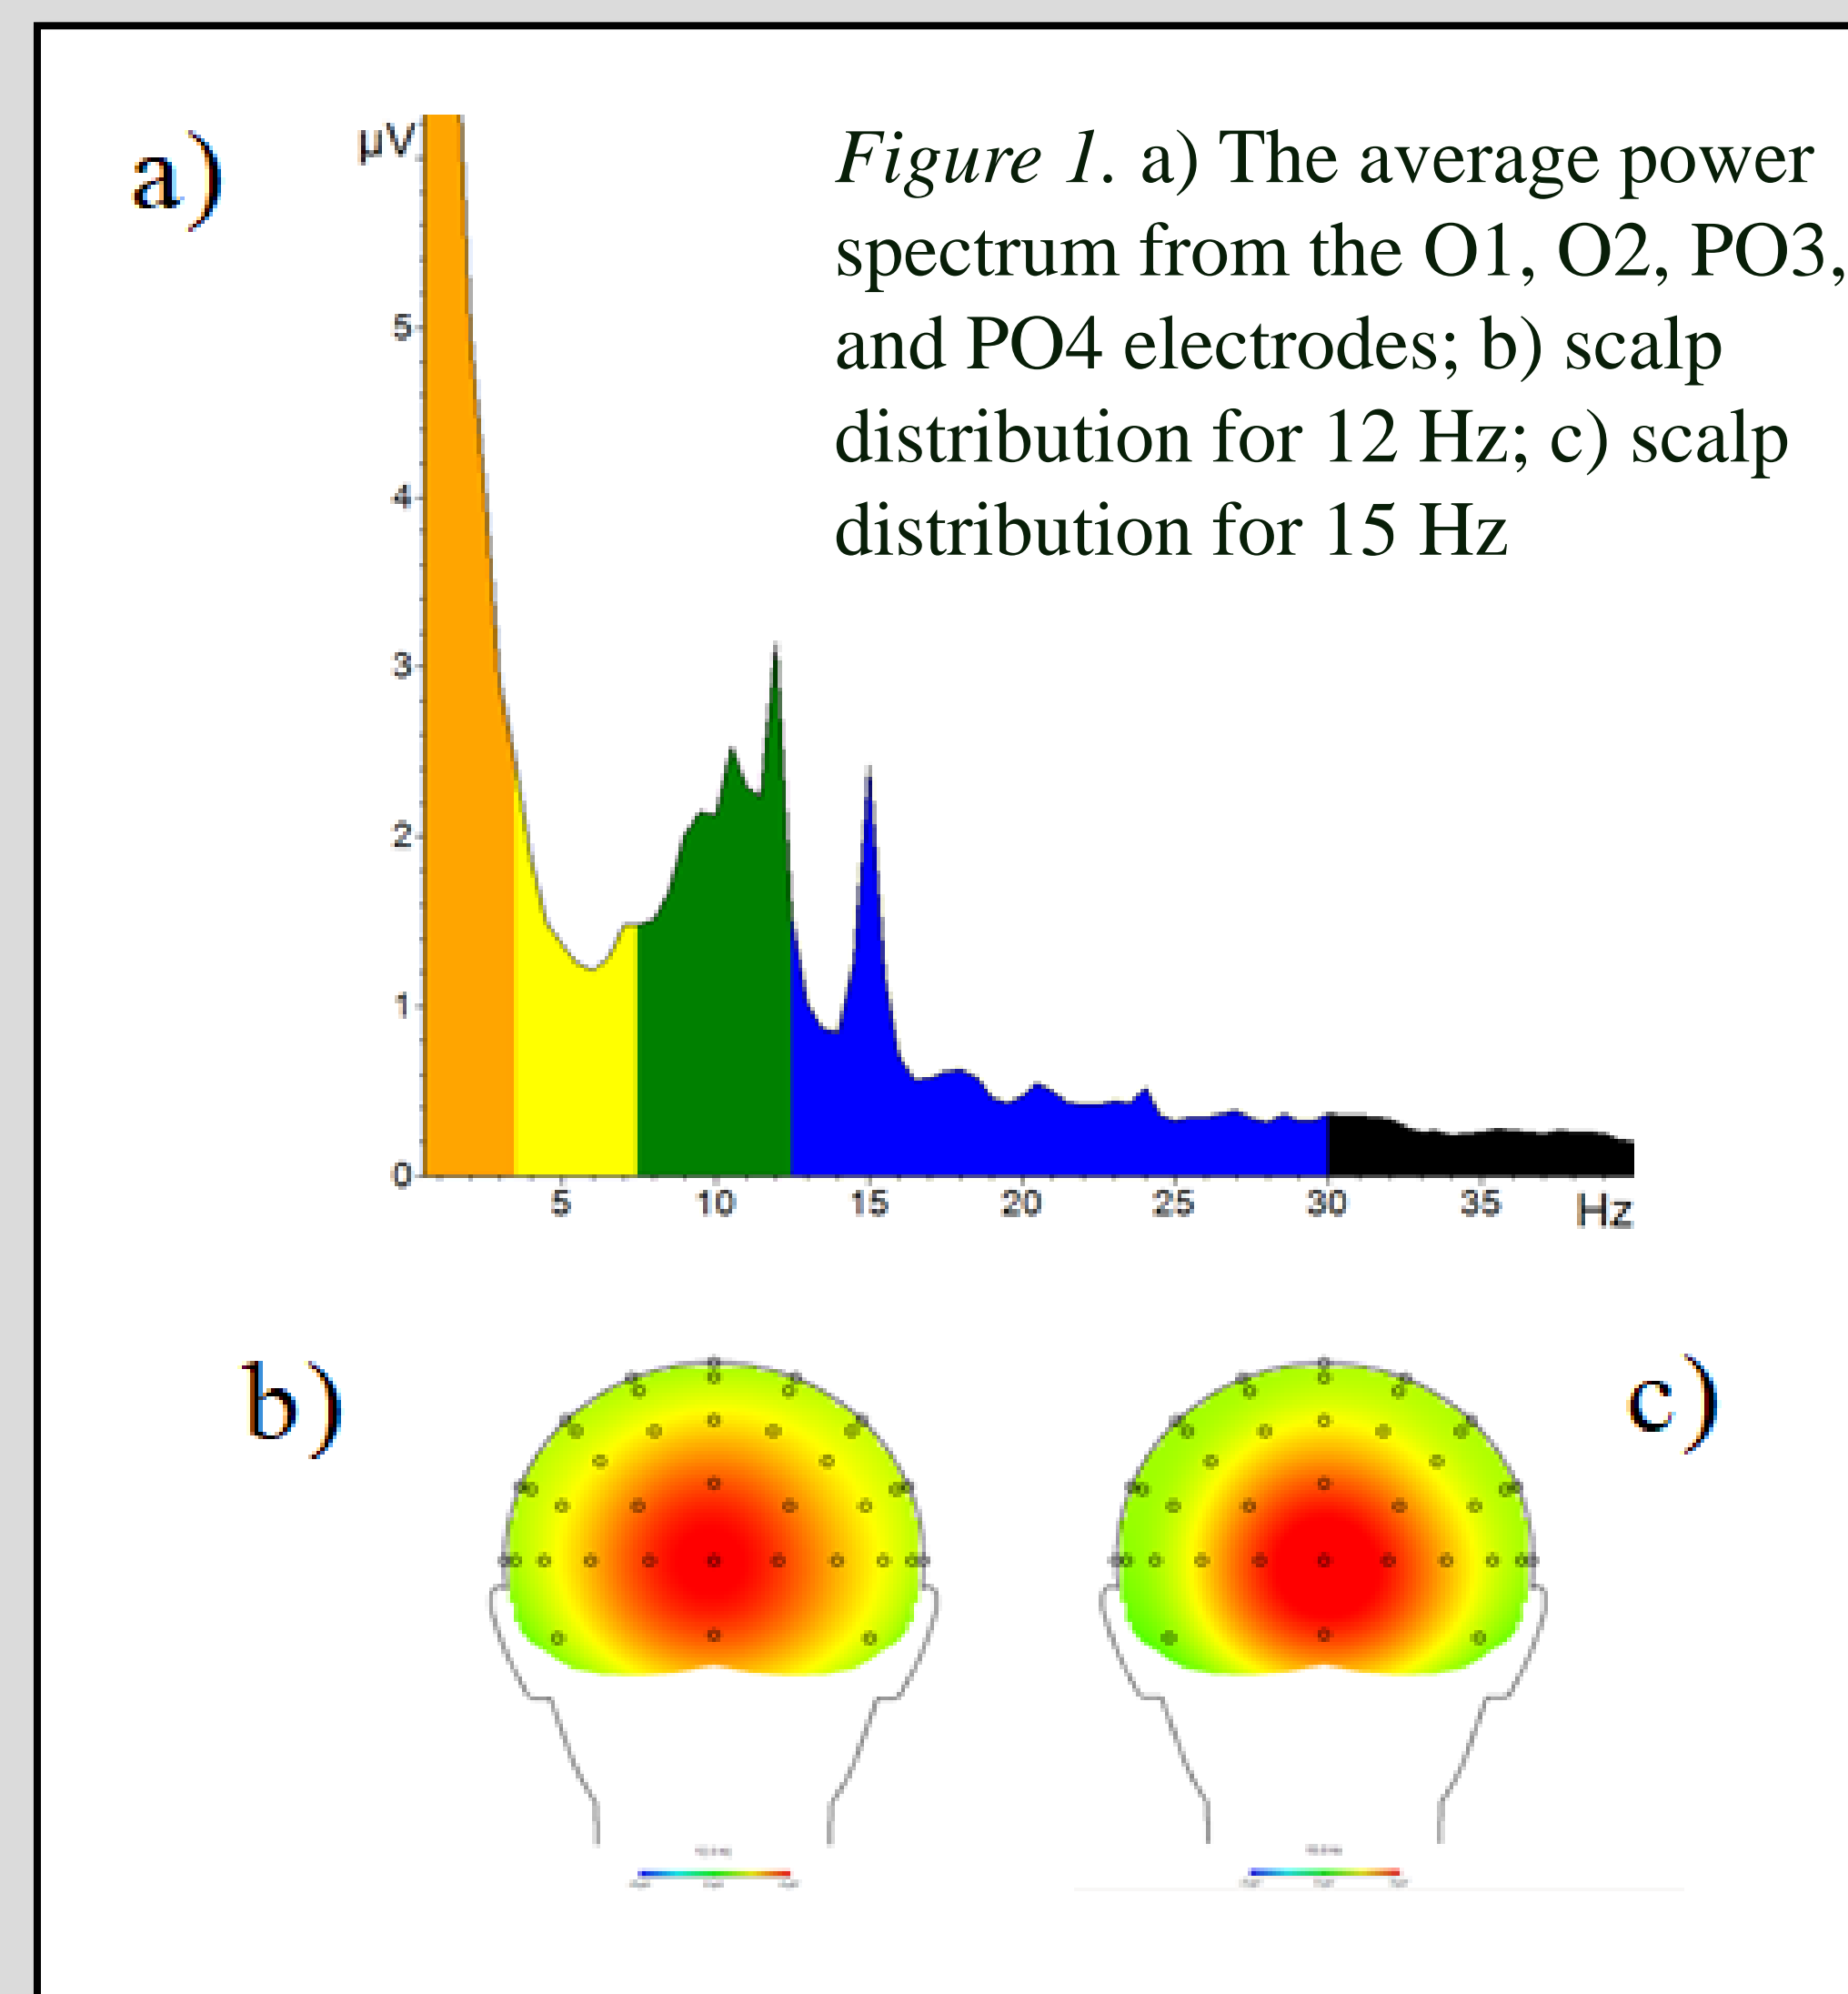 a)
μV
Figure 1. a) The average power
spectrum from the O1, O2, PO3,
and PO4 electrodes; b) scalp
distribution for 12 Hz; c) scalp
distribution for 15 Hz
5
4
3
2
1
0
5 10 15 20 25 30 35 Hz
b)
c)